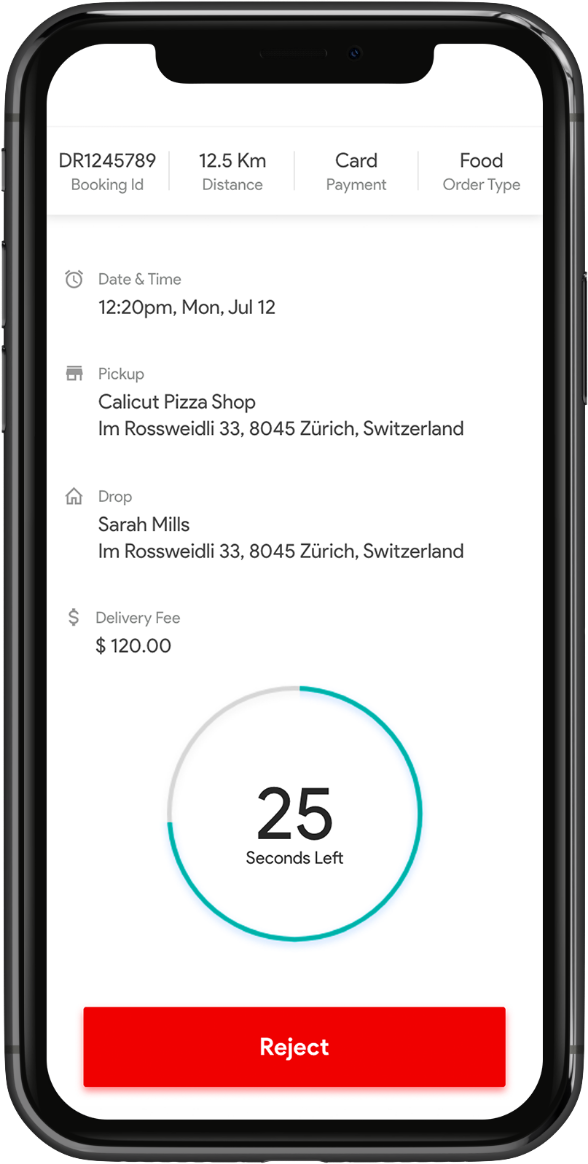 DR1245789 12.5 Km Card Food
Booking Id Distance Payment Order Type
Date & Time
12:20pm, Mon, Jul 12
Pickup
Calicut Pizza Shop
Im Rossweidli 33, 8045 Zürich, Switzerland
Drop
Sarah Mills
Im Rossweidli 33, 8045 Zürich, Switzerland
$ Delivery Fee
$ 120.00
25
Seconds Left
Reject